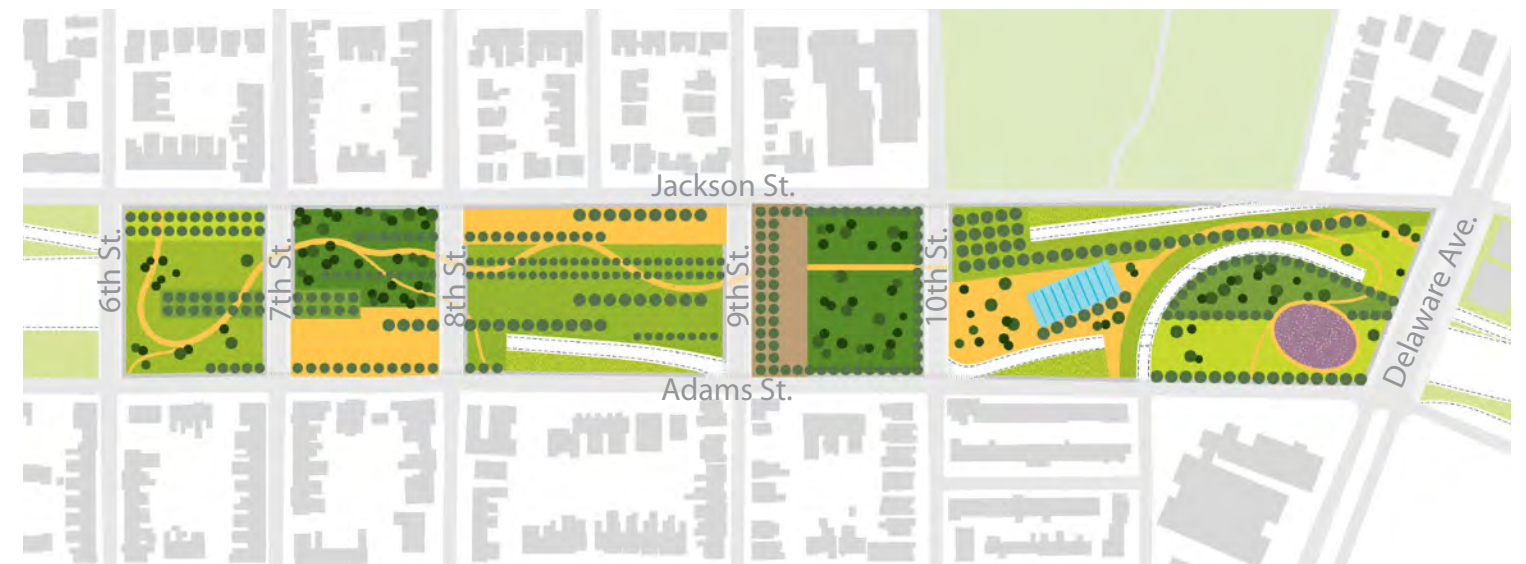 Jackson St.
6th St.
7th St.
8th St.
9th St.
10th St.
Delaware Ave.
Adams St.